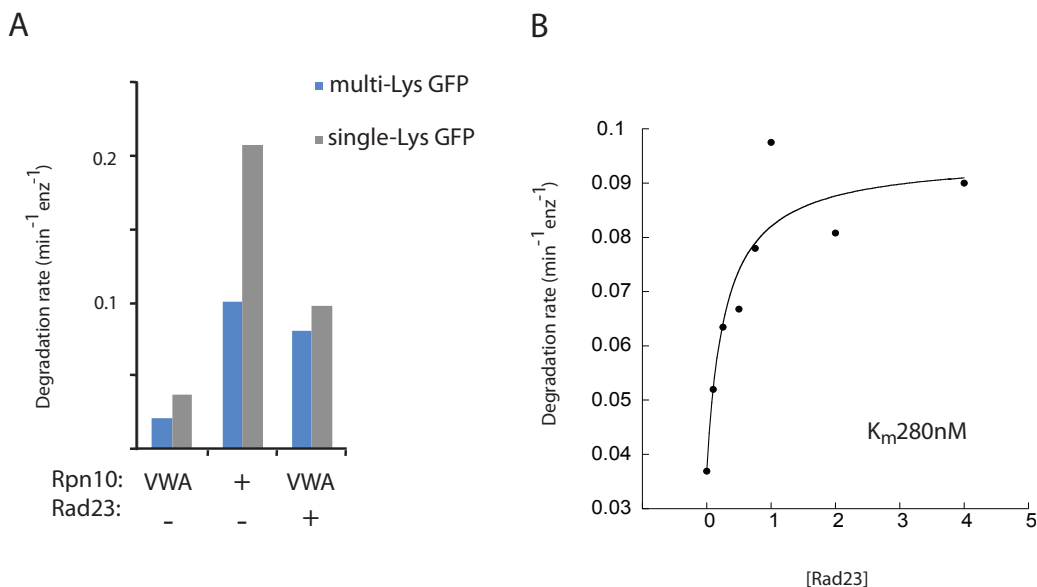 A
multi-Lys GFP
single-Lys GFP
0.2
0.1
Degradation rate (min⁻¹ enz⁻¹)
Rpn10: VWA + VWA
Rad23: - - +
B
0.1
0.09
0.08
0.07
0.06
0.05
0.04
0.03
Degradation rate (min⁻¹ enz⁻¹)
Km280nM
0 1 2 3 4 5
[Rad23]